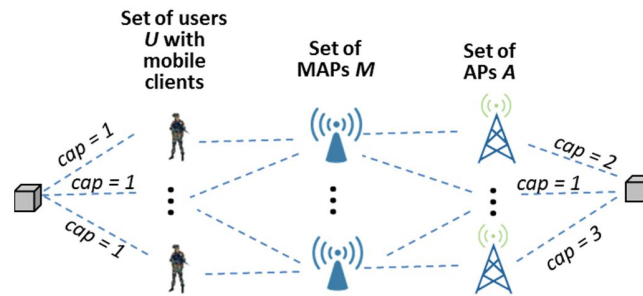 Set of users
U with
mobile
clients
Set of
MAPs M
Set of
APs A
cap = 1
cap = 1
cap = 1
cap = 2
cap = 1
cap = 3